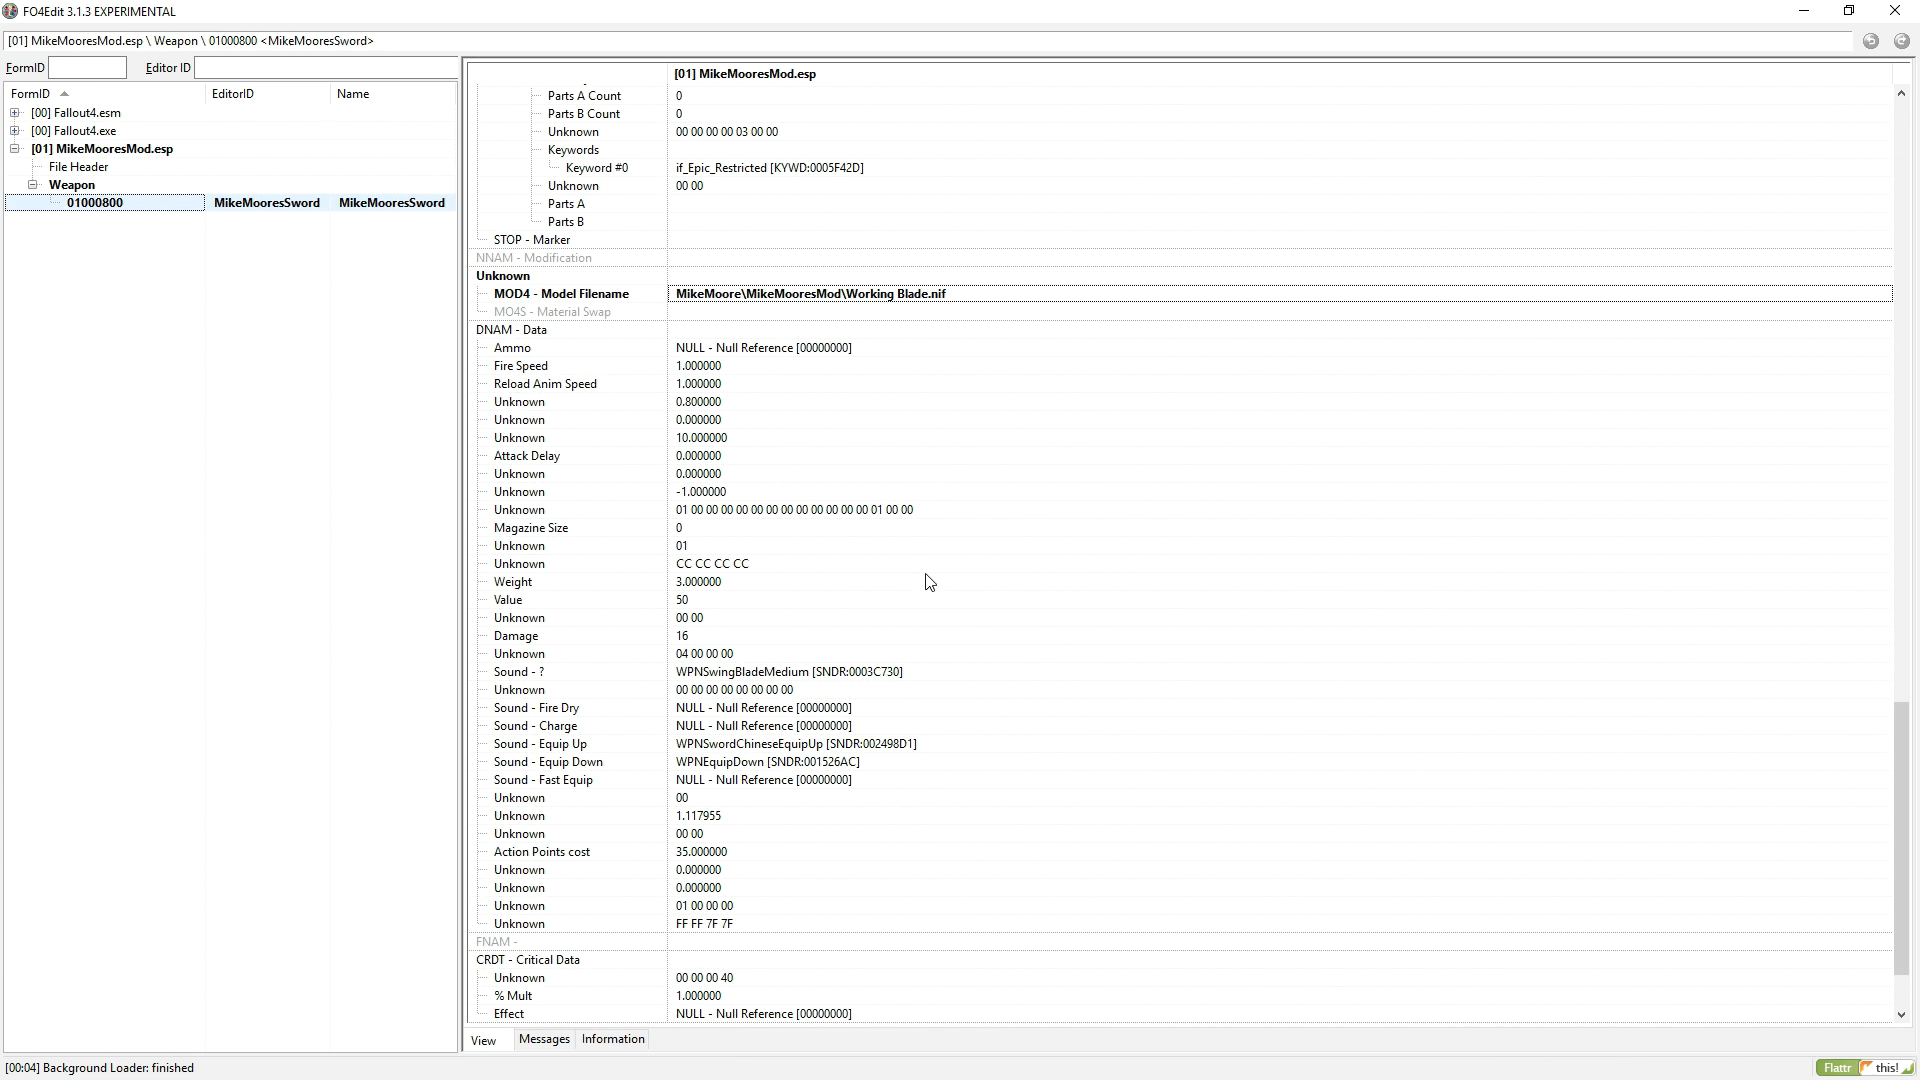 FO4Edit 3.1.3 EXPERIMENTAL
[01] MikeMooresMod.esp \ Weapon \ 01000800 <MikeMooresSword>
FormID
Editor ID
FormID EditorID Name
[00] Fallout4.esm
[00] Fallout4.exe
[01] MikeMooresMod.esp
File Header
Weapon
01000800 MikeMooresSword MikeMooresSword
[01] MikeMooresMod.esp
Parts A Count 0
Parts B Count 0
Unknown 00 00 00 00 03 00 00
Keywords
Keyword #0 if_Epic_Restricted [KYWD:0005F42D]
Unknown 00 00
Parts A
Parts B
STOP - Marker
NNAM - Modification
Unknown
MOD4 - Model Filename MikeMoore\MikeMooresMod\Working Blade.nif
MO4S - Material Swap
DNAM - Data
Ammo NULL - Null Reference [00000000]
Fire Speed 1.000000
Reload Anim Speed 1.000000
Unknown 0.800000
Unknown 0.000000
Unknown 10.000000
Attack Delay 0.000000
Unknown 0.000000
Unknown -1.000000
Unknown 01 00 00 00 00 00 00 00 00 00 00 00 00 01 00 00
Magazine Size 0
Unknown 01
Unknown CC CC CC CC
Weight 3.000000
Value 50
Unknown 00 00
Damage 16
Unknown 04 00 00 00
Sound - ? WPNSwingBladeMedium [SNDR:0003C730]
Unknown 00 00 00 00 00 00 00 00
Sound - Fire Dry NULL - Null Reference [00000000]
Sound - Charge NULL - Null Reference [00000000]
Sound - Equip Up WPNSwordChineseEquipUp [SNDR:002498D1]
Sound - Equip Down WPNEquipDown [SNDR:001526AC]
Sound - Fast Equip NULL - Null Reference [00000000]
Unknown 00
Unknown 1.117955
Unknown 00 00
Action Points cost 35.000000
Unknown 0.000000
Unknown 0.000000
Unknown 01 00 00 00
Unknown FF FF 7F 7F
FNAM -
CRDT - Critical Data
Unknown 00 00 00 40
% Mult 1.000000
Effect NULL - Null Reference [00000000]
View Messages Information
[00:04] Background Loader: finished
Flattr this!